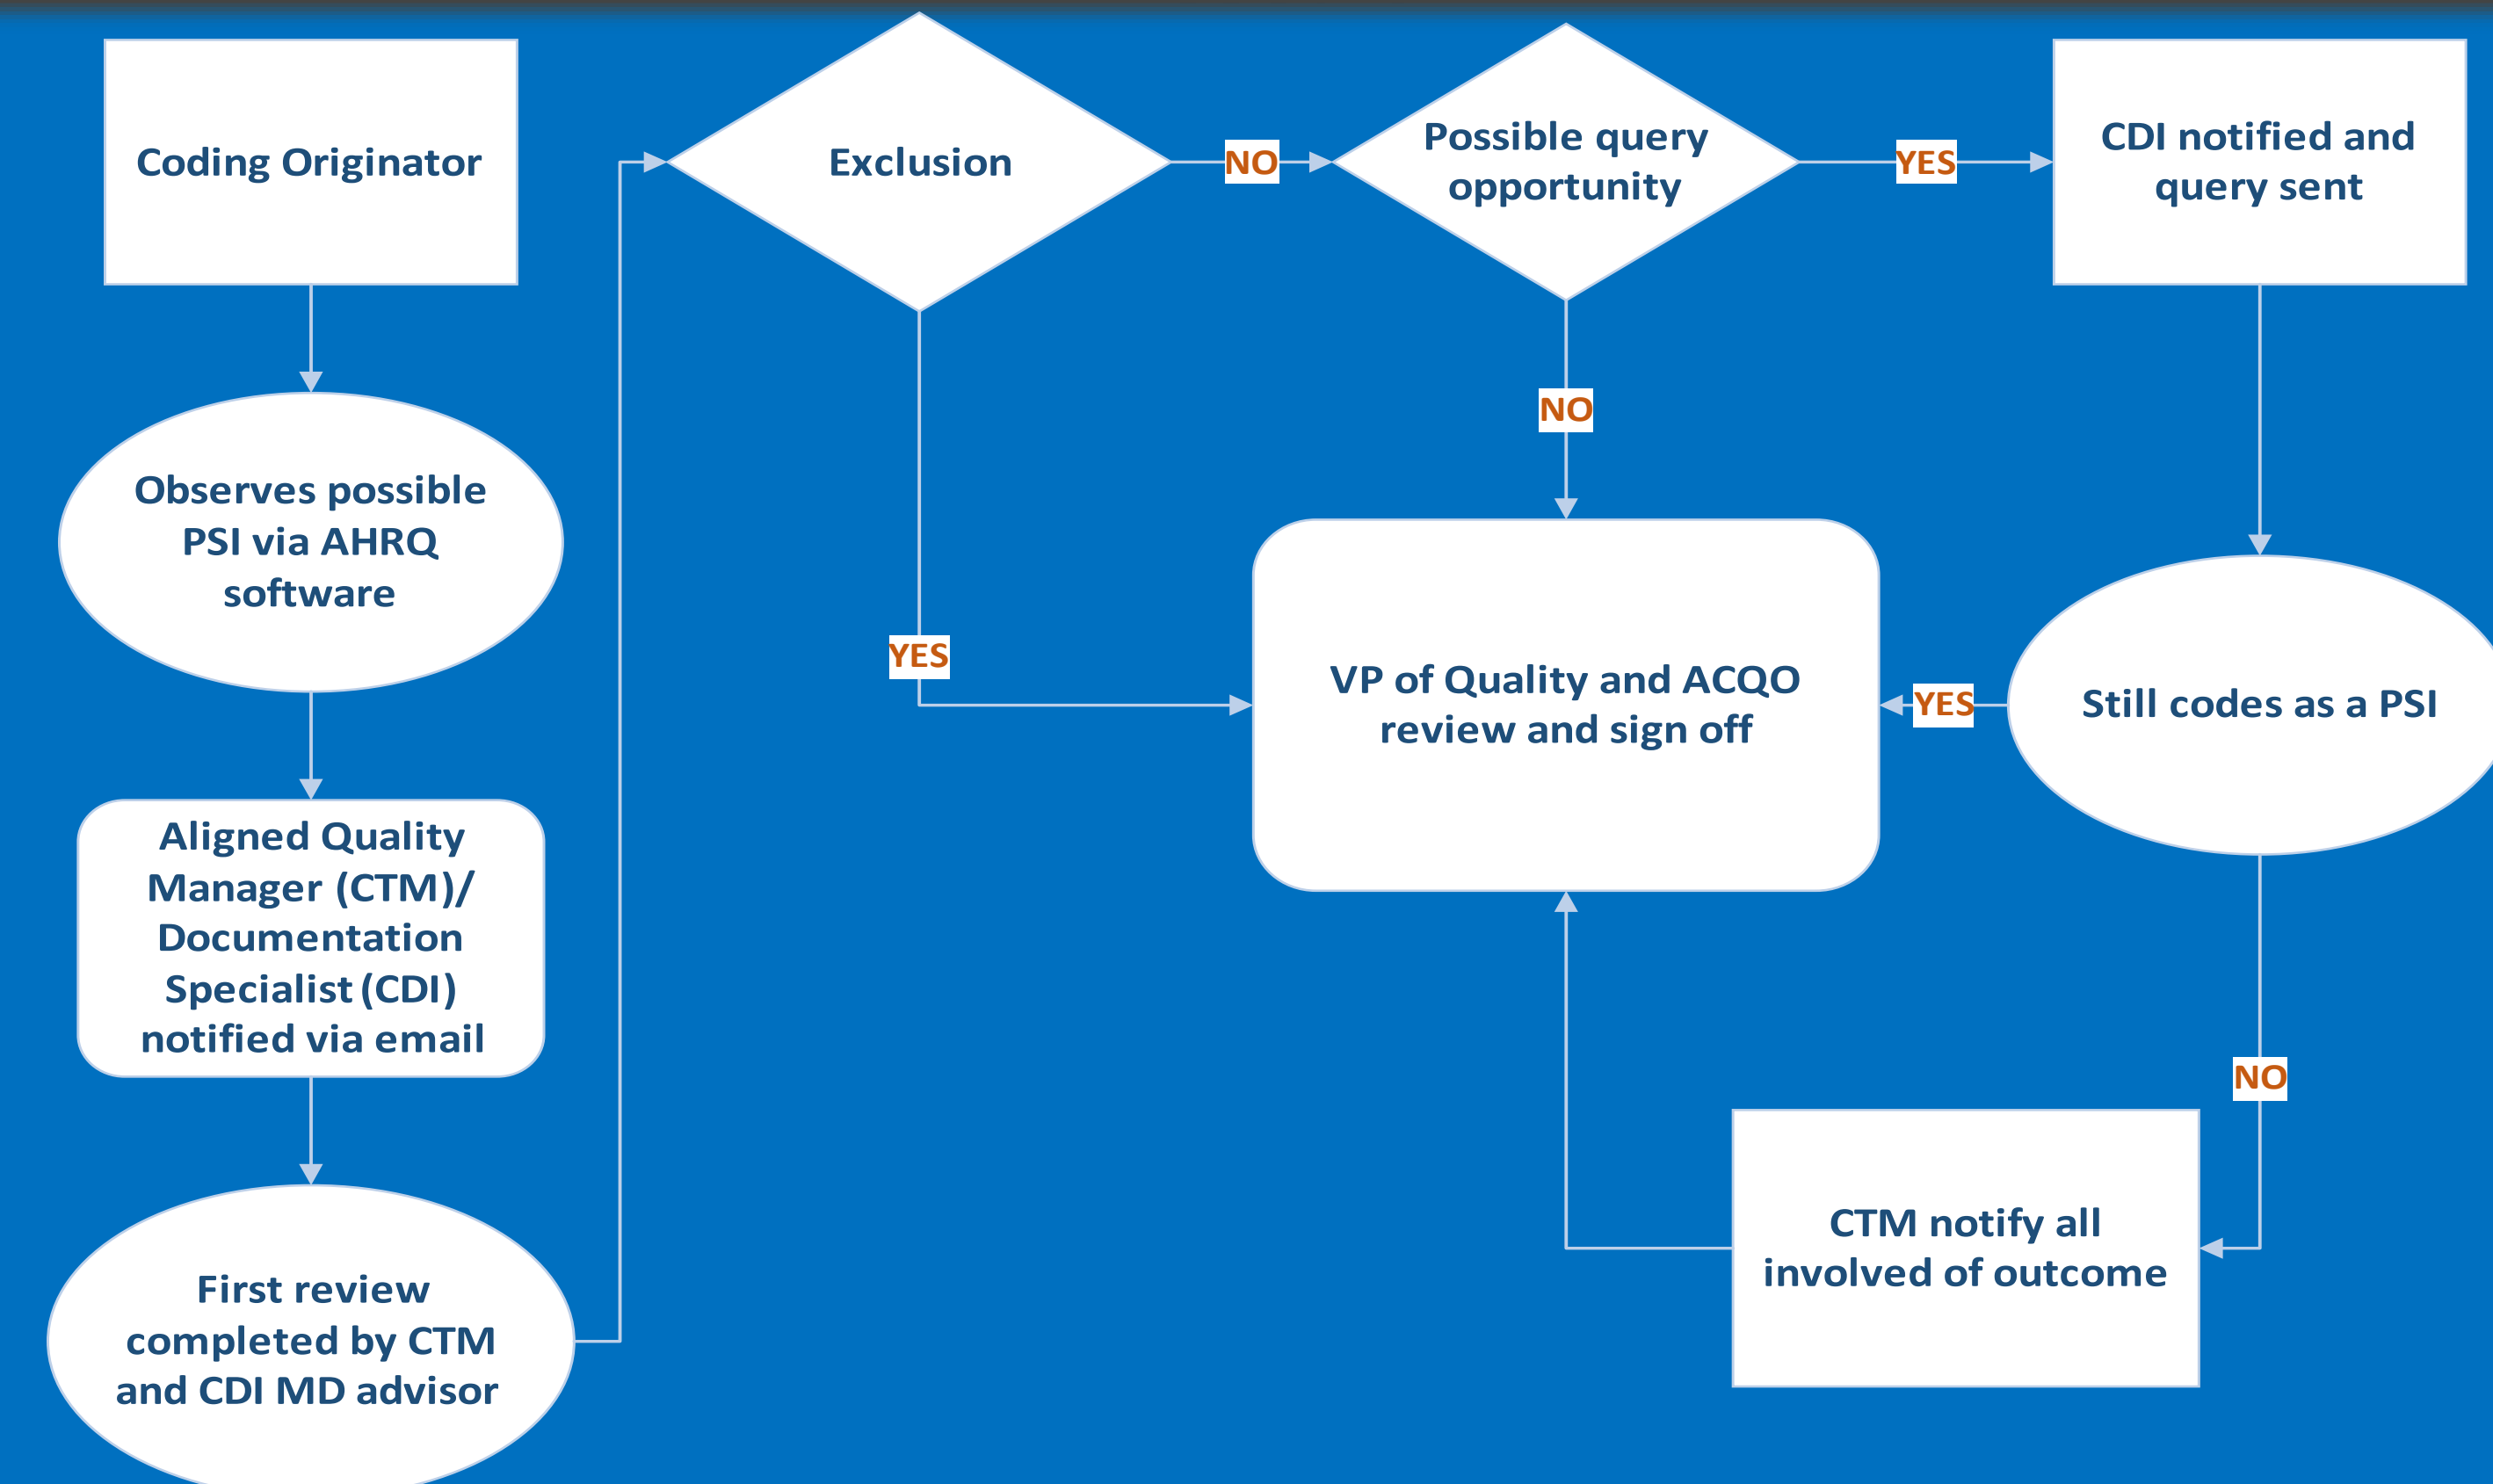 Coding Originator
Observes possible
PSI via AHRQ
software
Aligned Quality
Manager (CTM)/
Documentation
Specialist (CDI)
notified via email
First review
completed by CTM
and CDI MD advisor
Exclusion
NO
YES
Possible query
opportunity
YES
NO
CDI notified and
query sent
Still codes as a PSI
YES
NO
VP of Quality and ACQO
review and sign off
CTM notify all
involved of outcome